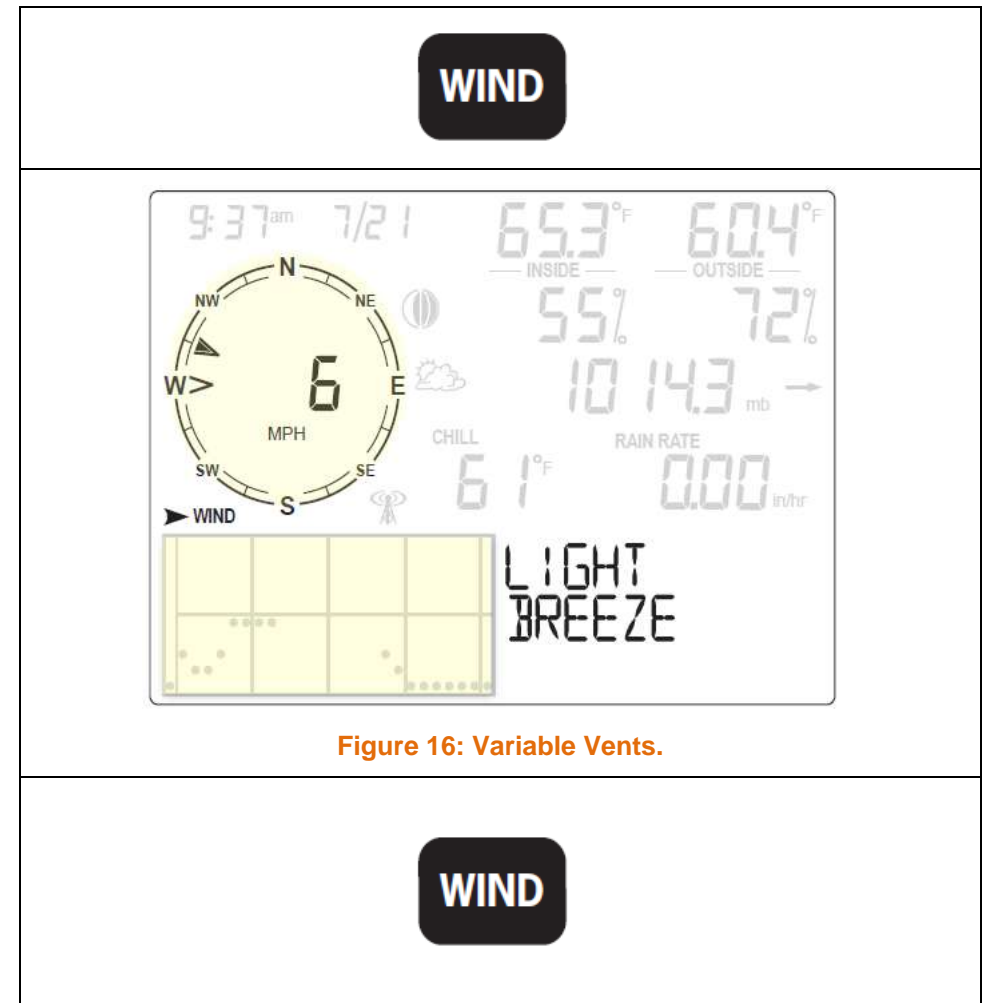 WIND
9:37am 7/21 65.3°F 60.4°F
INSIDE OUTSIDE
N
NW NE
55% 72%
W 6 E
1014.3 mb
MPH
CHILL RAIN RATE
SW SE
61°F 0.00 in/hr
S
WIND
LIGHT
BREEZE
Figure 16: Variable Vents.
WIND